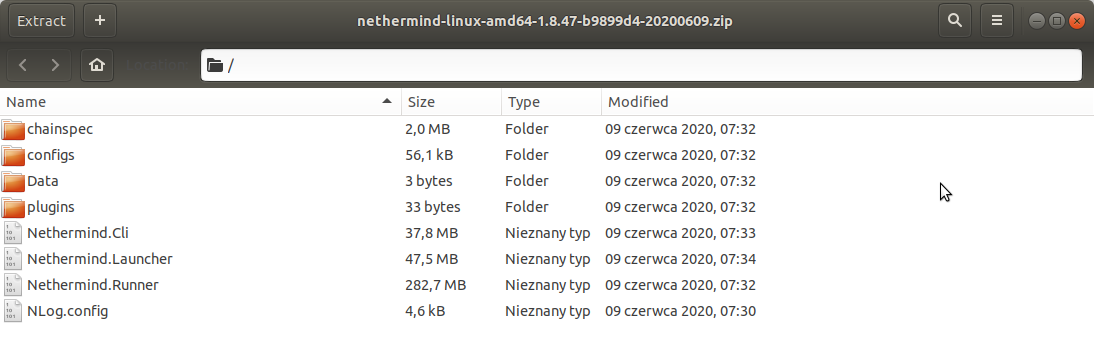 Extract + nethermind-linux-amd64-1.8.47-b9899d4-20200609.zip
Location: /
Name Size Type Modified
chainspec 2,0 MB Folder 09 czerwca 2020, 07:32
configs 56,1 kB Folder 09 czerwca 2020, 07:32
Data 3 bytes Folder 09 czerwca 2020, 07:32
plugins 33 bytes Folder 09 czerwca 2020, 07:32
Nethermind.Cli 37,8 MB Nieznany typ 09 czerwca 2020, 07:33
Nethermind.Launcher 47,5 MB Nieznany typ 09 czerwca 2020, 07:34
Nethermind.Runner 282,7 MB Nieznany typ 09 czerwca 2020, 07:32
NLog.config 4,6 kB Nieznany typ 09 czerwca 2020, 07:30